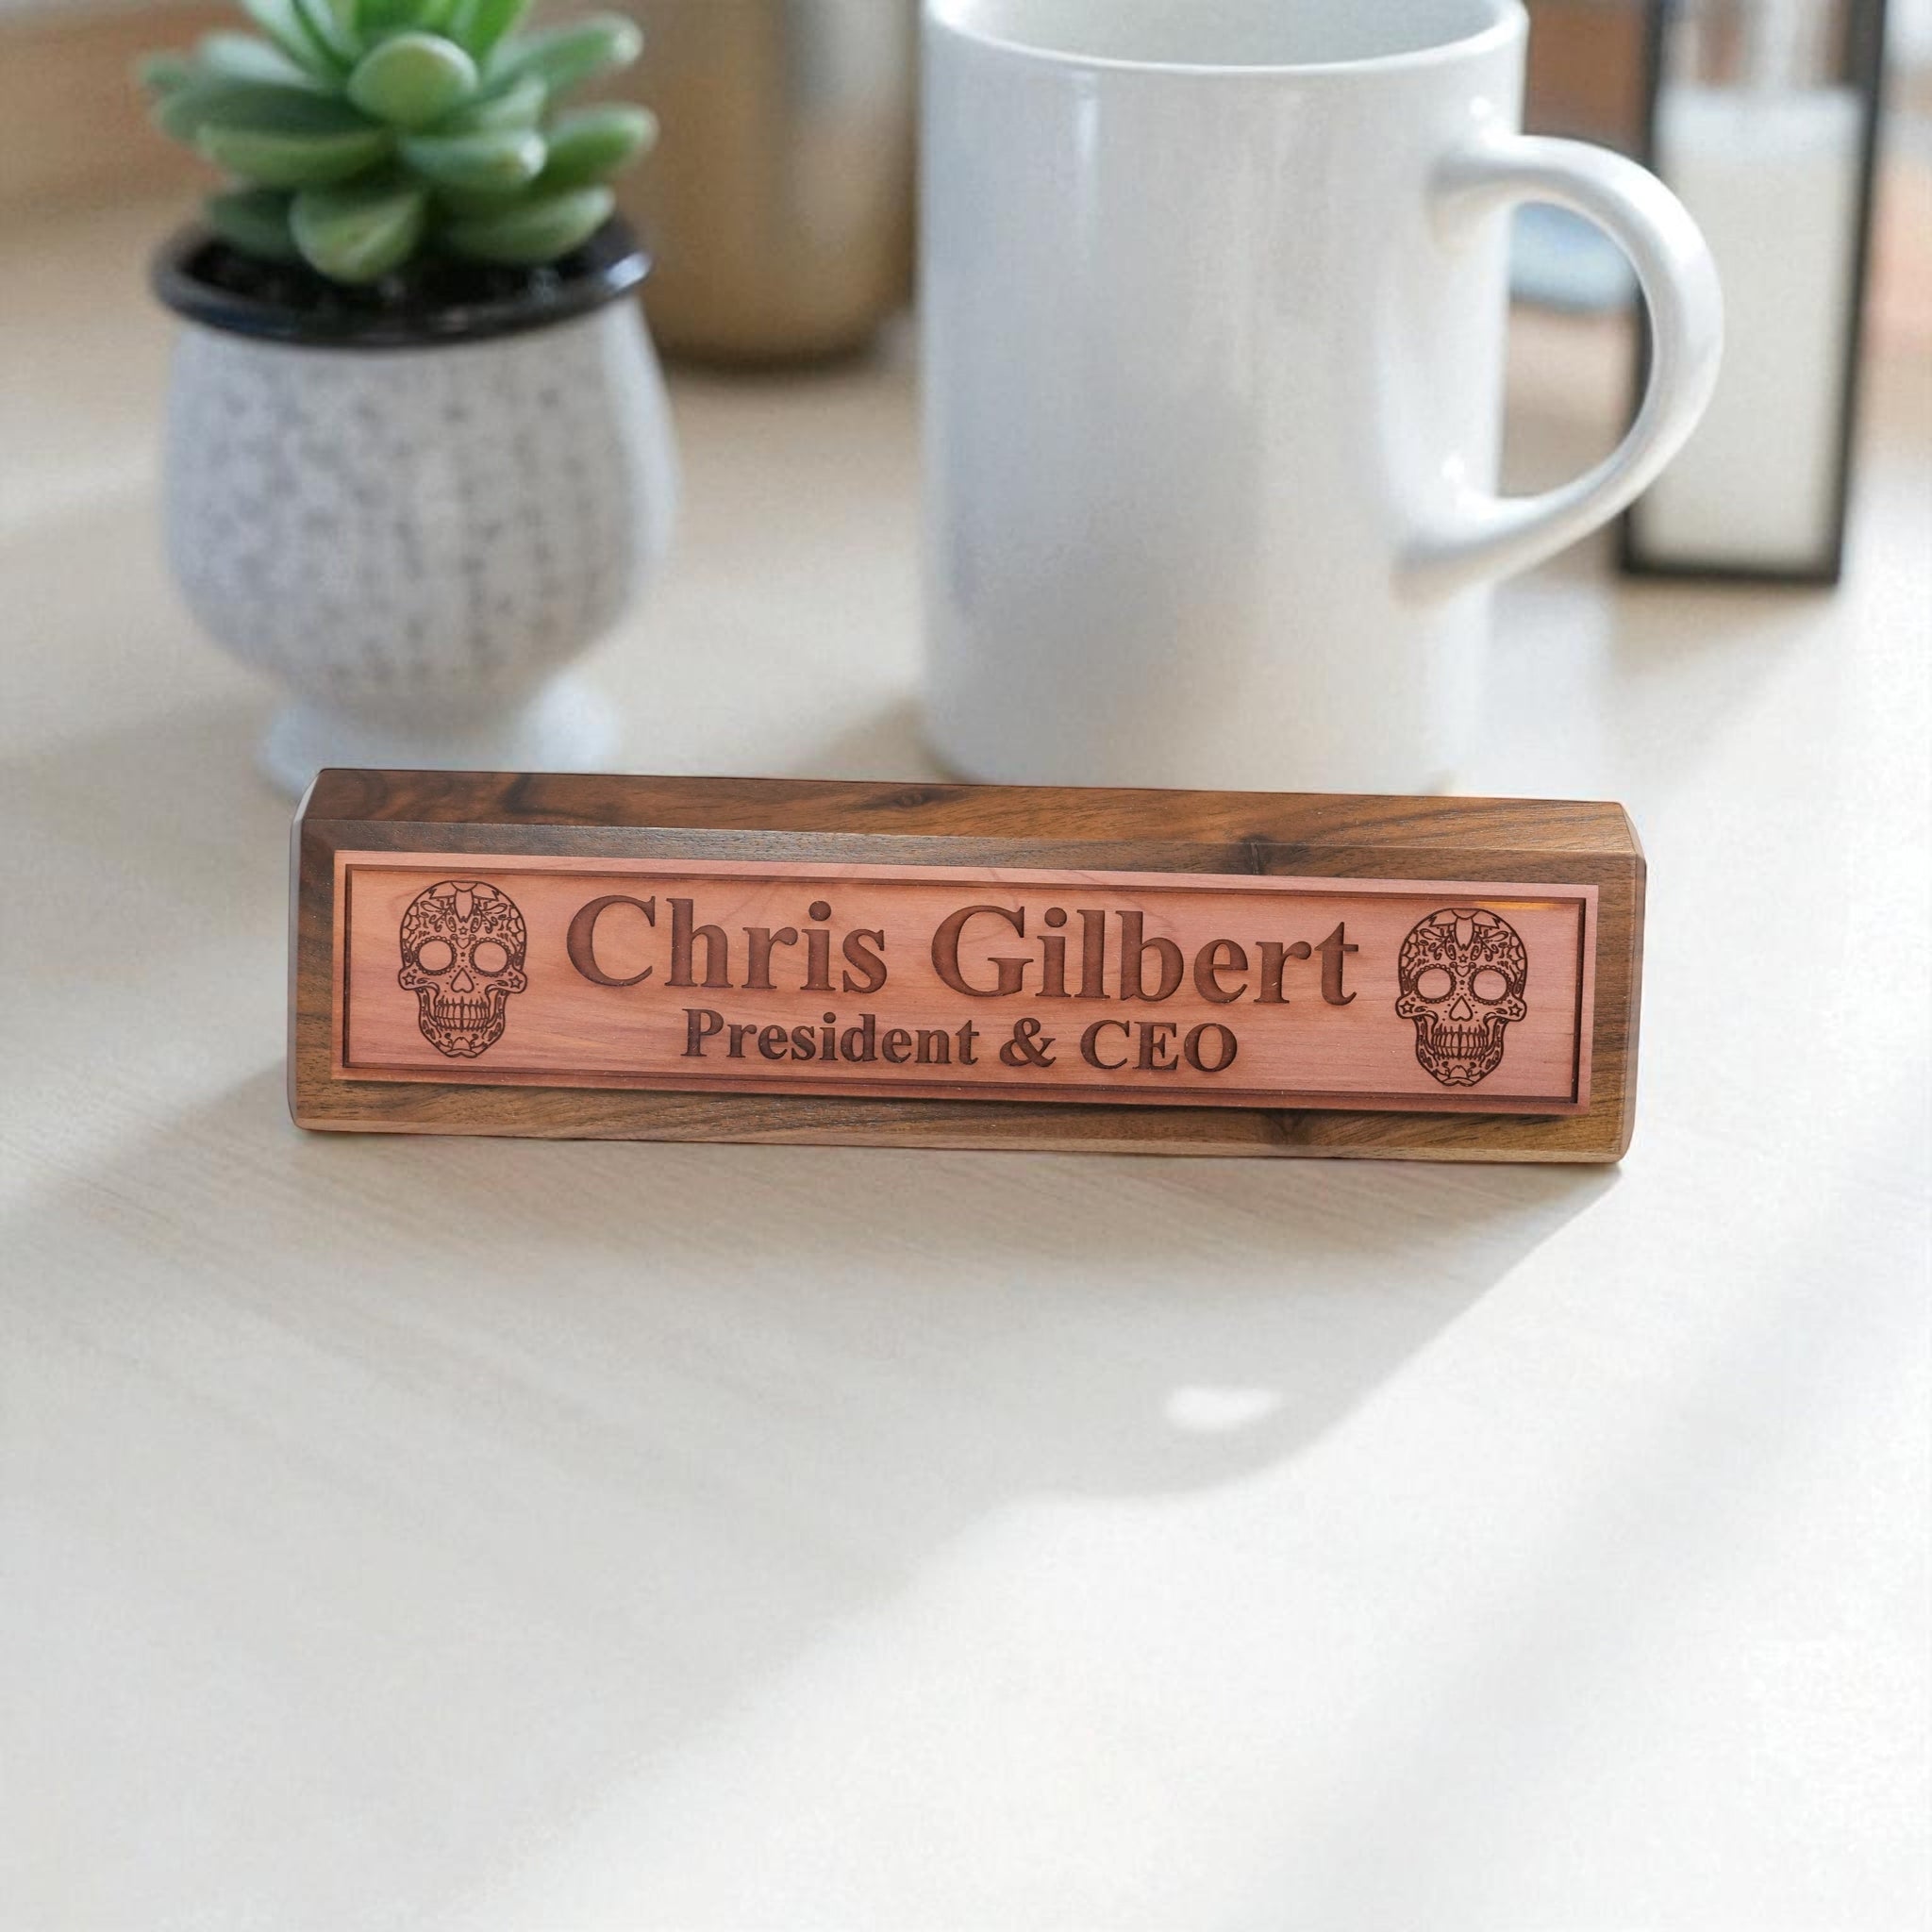 Chris Gilbert
President & CEO